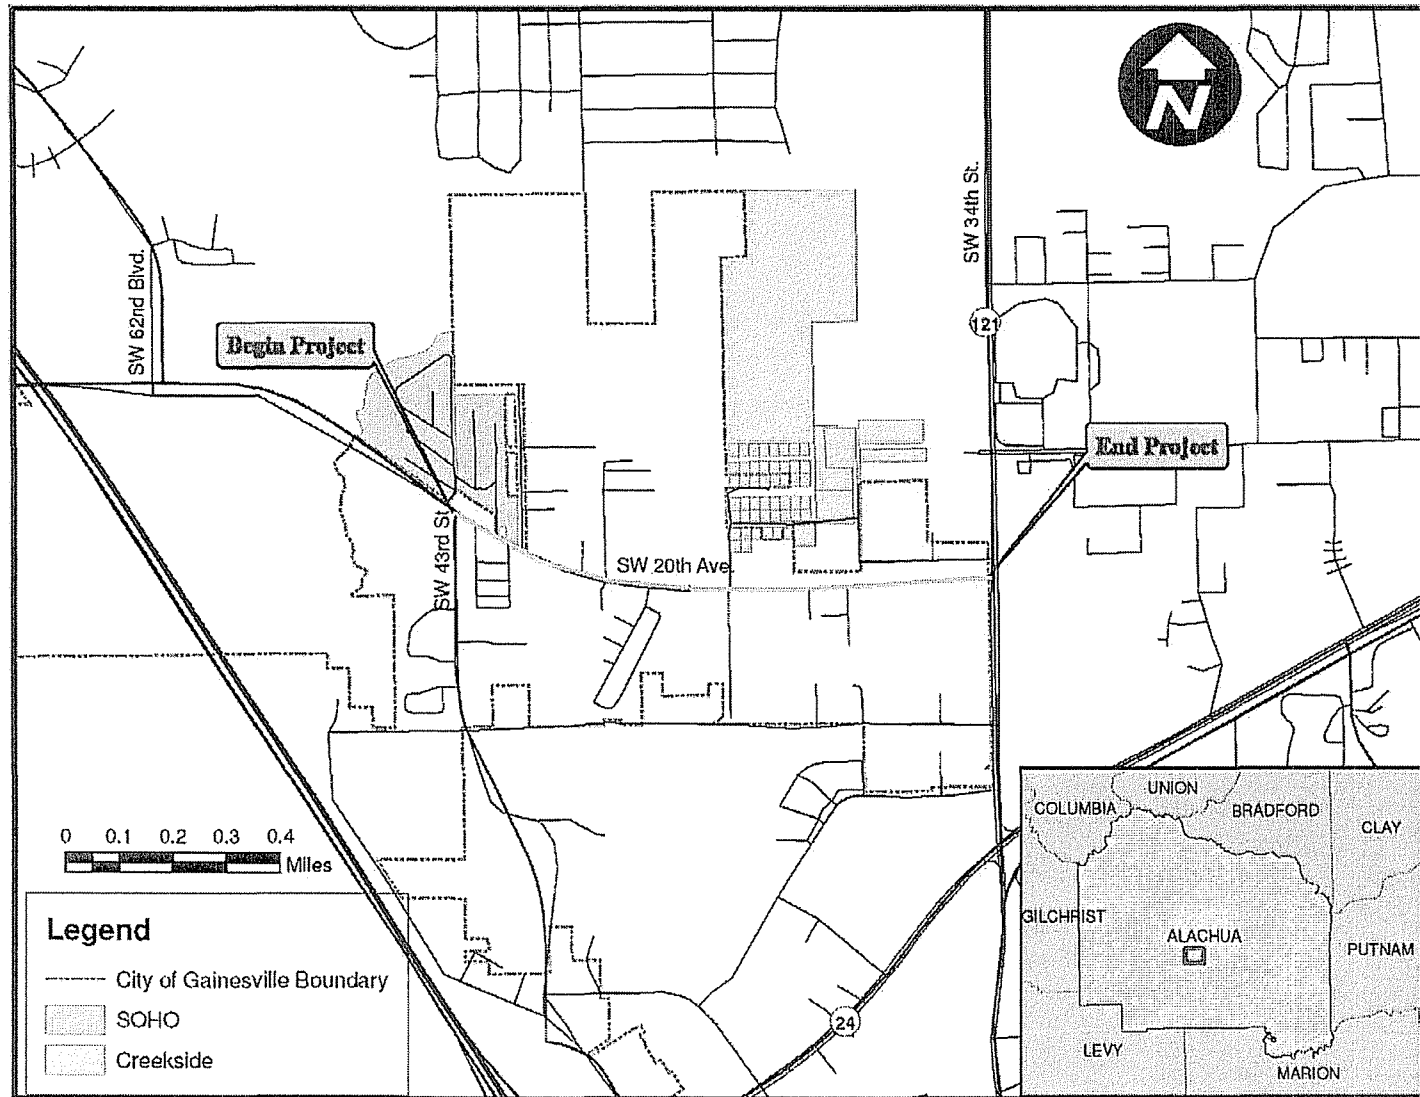 N
SW 34th St.
SW 62nd Blvd.
121
Begin Project
End Project
SW 43rd St
SW 20th Ave.
0 0.1 0.2 0.3 0.4
Miles
Legend
City of Gainesville Boundary
SOHO
Creekside
24
UNION
COLUMBIA
BRADFORD
CLAY
GILCHRIST
ALACHUA
PUTNAM
LEVY
MARION